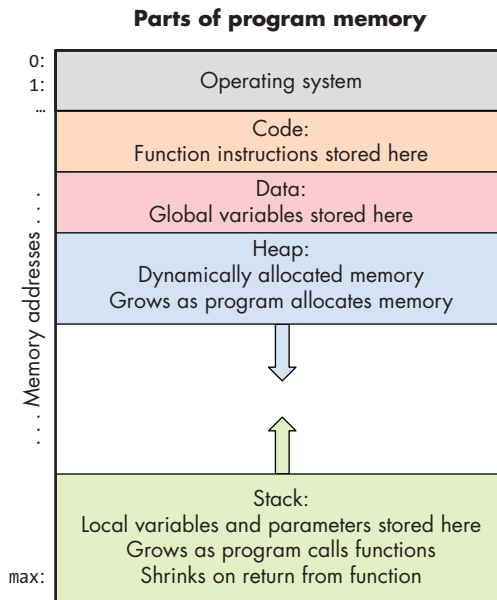 Parts of program memory
0:
1:
...
Operating system
Code:
Function instructions stored here
Data:
Global variables stored here
Heap:
Dynamically allocated memory
Grows as program allocates memory
. . . . Memory addresses . . . .
Stack:
Local variables and parameters stored here
Grows as program calls functions
max:
Shrinks on return from function